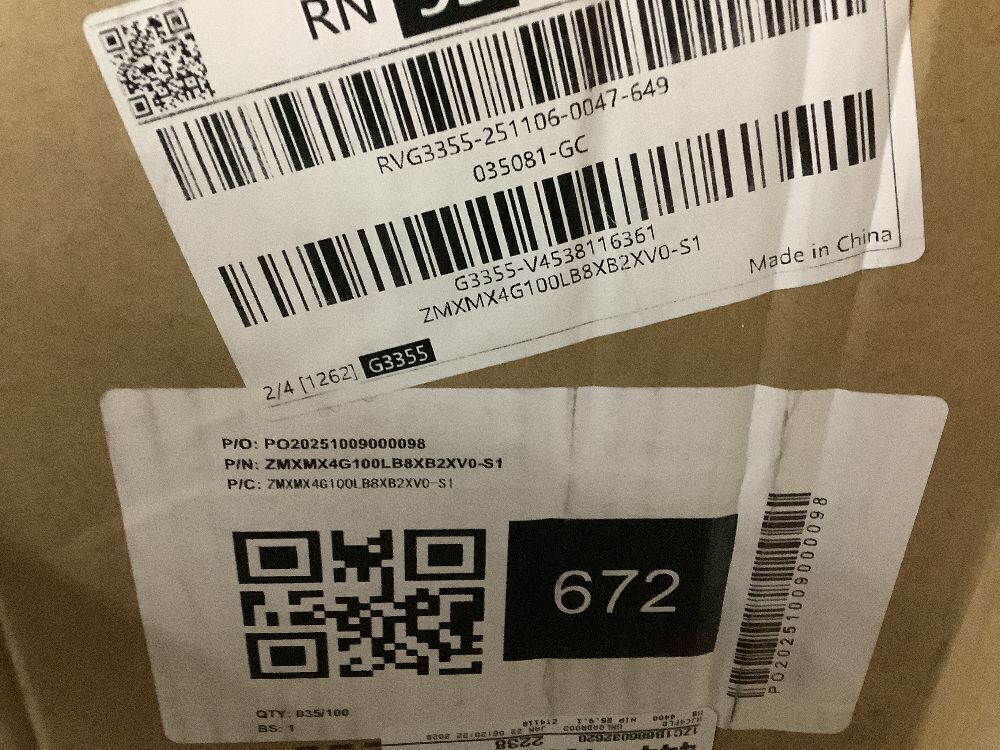 RN
RVG3355-251106-0047-649
035081-GC
G3355-V4538116361
ZMXMX4G100LB8XB2XV0-S1
Made in China
2/4 [1262] G3355
P/O: PO20251009000098
P/N: ZMXMX4G100LB8XB2XV0-S1
P/C: ZMXMX4G100LB8XB2XV0-S1
672
PO20251009000098
QTY: 835/100
BS: 1
2238